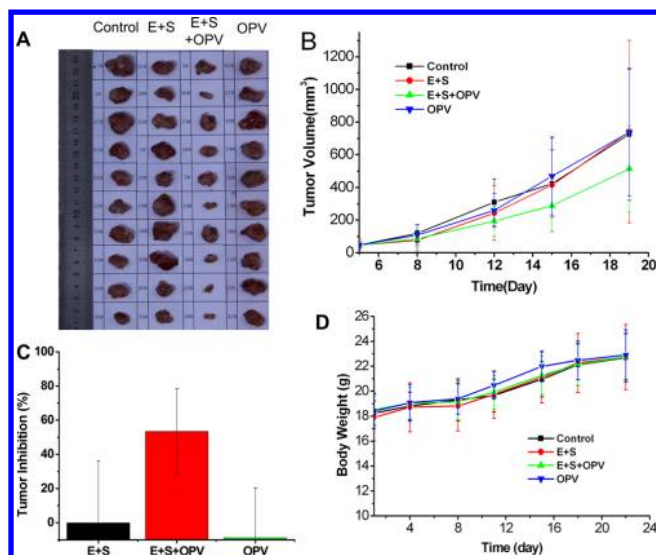 A
Control E+S E+S OPV
+OPV
B
Tumor Volume(mm3)
1200
1000
800
600
400
200
0
Control
E+S
E+S+OPV
OPV
6 8 10 12 14 16 18 20
Time(Day)
C
Tumor Inhibition (%)
100
80
60
40
20
0
E+S E+S+OPV OPV
D
Body Weight (g)
26
24
22
20
18
16
14
12
10
Control
E+S
E+S+OPV
OPV
4 8 12 16 20 24
Time (day)